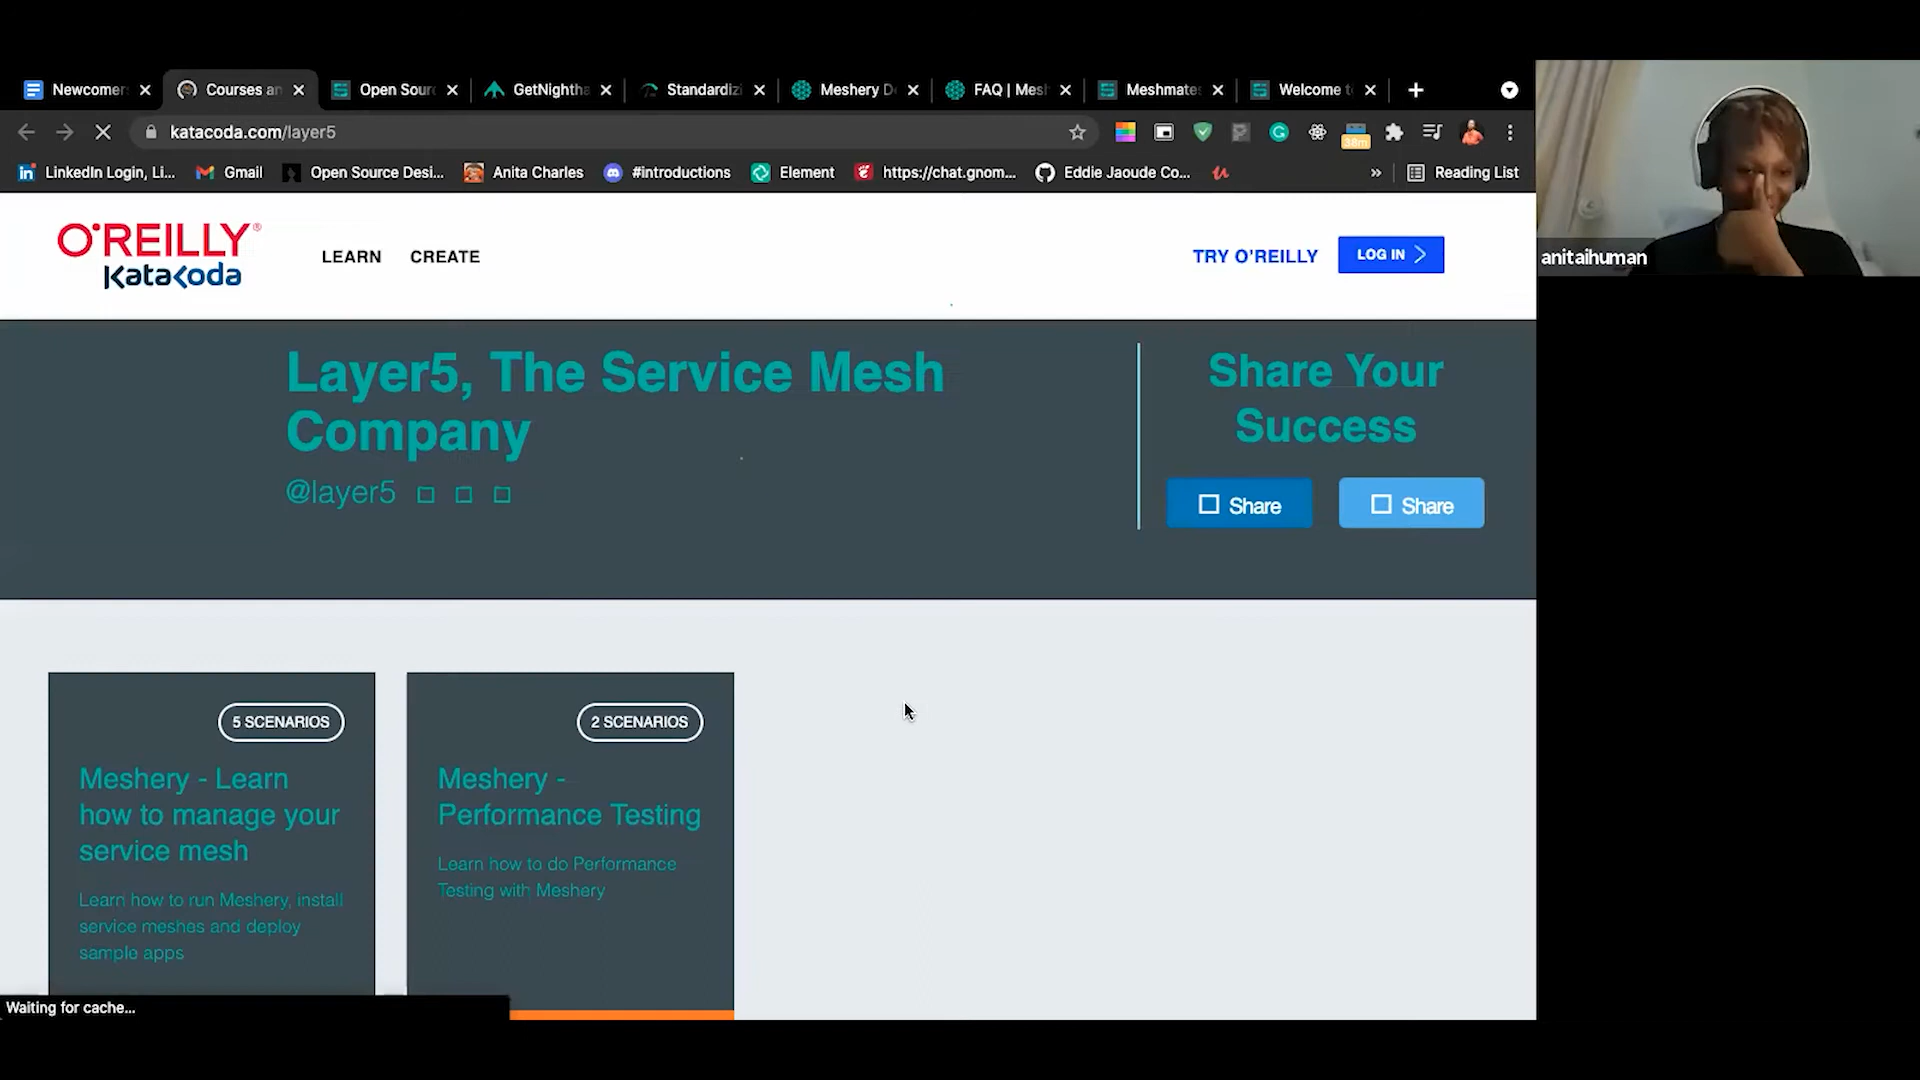 Newcomer
Courses an
Open Sour
GetNightha
Standardizi
Meshery D
FAQ | Mesh
Meshmate
Welcome t
katacoda.com/layer5
38m
LinkedIn Login, Li...
Gmail
Open Source Desi...
Anita Charles
#introductions
Element
https://chat.gnom...
Eddie Jaoude Co...
»
Reading List
O'REILLY®
Katacoda
LEARN
CREATE
TRY O'REILLY
LOG IN
anitaihuman
Layer5, The Service Mesh
Company
@layer5
Share Your
Success
Share
Share
5 SCENARIOS
Meshery - Learn
how to manage your
service mesh
Learn how to run Meshery, install
service meshes and deploy
sample apps
2 SCENARIOS
Meshery -
Performance Testing
Learn how to do Performance
Testing with Meshery
Waiting for cache...